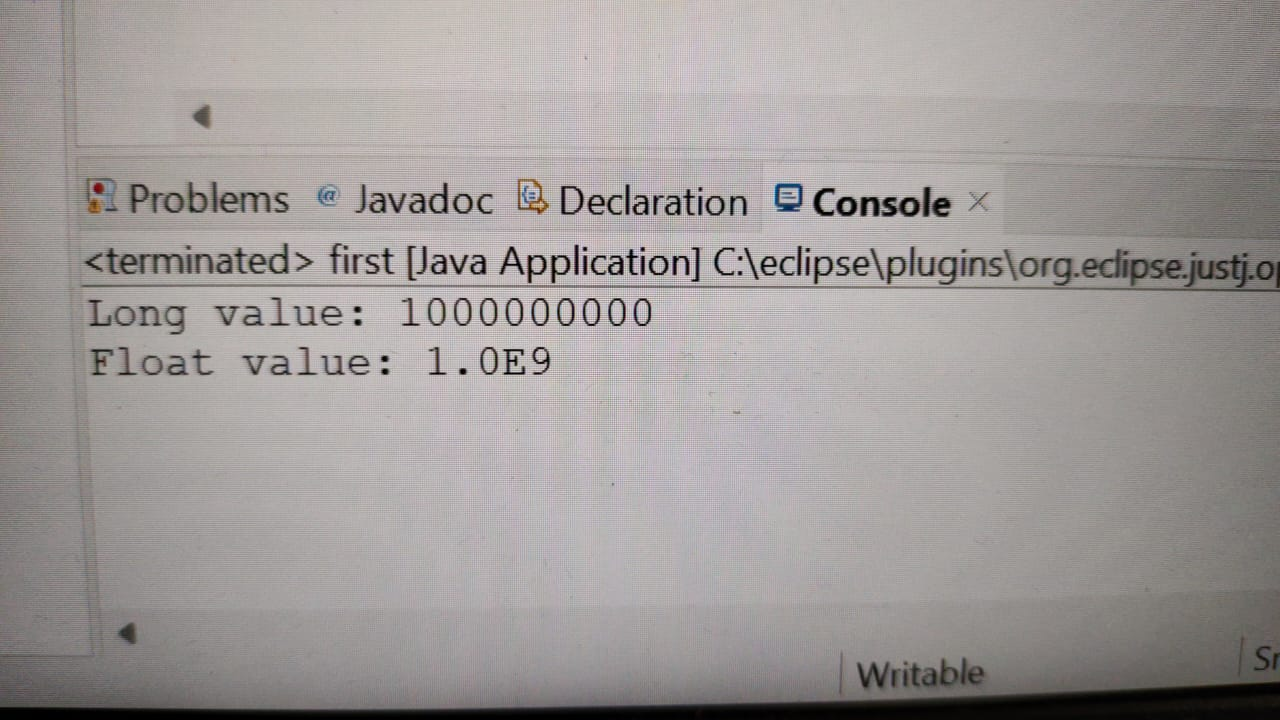 Problems @ Javadoc Declaration Console
<terminated> first [Java Application] C:\eclipse\plugins\org.eclipse.justj.o
Long value: 1000000000
Float value: 1.0E9
Writable